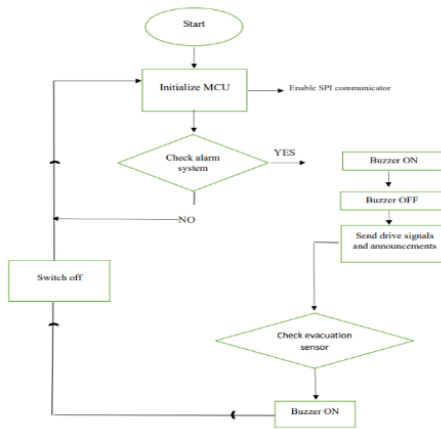 Start
Initialize MCU
Enable SPI communicator
Check alarm
system
YES
NO
Buzzer ON
Buzzer OFF
Send drive signals
and announcements
Switch off
Check evacuation
sensor
Buzzer ON